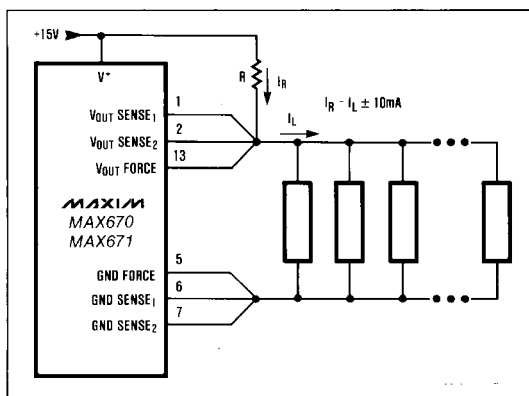 +15V
V+
R
IR
IR – IL ± 10mA
IL
VOUT SENSE1
1
VOUT SENSE2
2
VOUT FORCE
13
MAXIM
MAX670
MAX671
GND FORCE
5
GND SENSE1
6
GND SENSE2
7